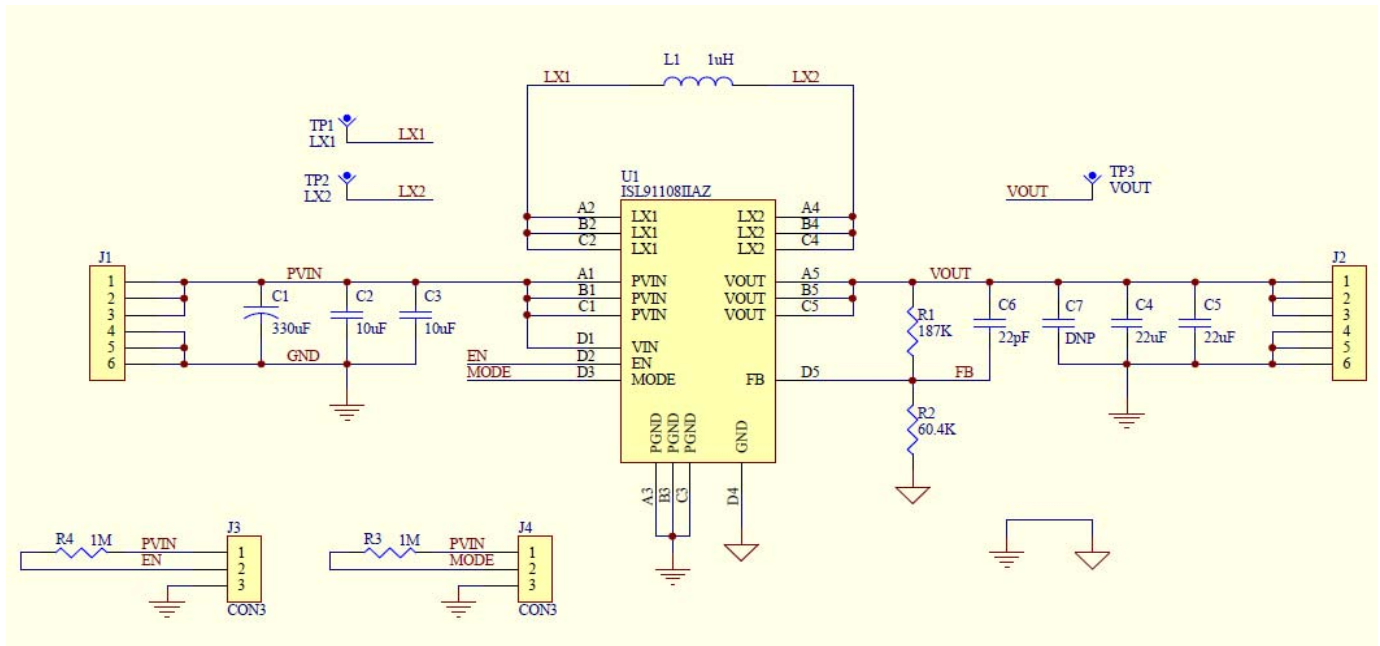 L1 1uH
LX1 LX2
TP1
LX1 LX1
TP2
LX2 LX2
TP3
VOUT VOUT
U1
ISL91108IIAZ
A2 LX1 LX2 A4
B2 LX1 LX2 B4
C2 LX1 LX2 C4
A1 PVIN VOUT A5
B1 PVIN VOUT B5
C1 PVIN VOUT C5
D1 VIN
EN D2 EN
MODE D3 MODE FB D5 FB
PGND PGND PGND GND
A3 B3 C3 D4
J1
1
2
3
4
5
6
PVIN
C1
330uF
C2
10uF
C3
10uF
GND
VOUT
R1
187K
R2
60.4K
C6
22pF
C7
DNP
C4
22uF
C5
22uF
J2
1
2
3
4
5
6
R4 1M PVIN
EN
J3
1
2
3
CON3
R3 1M PVIN
MODE
J4
1
2
3
CON3